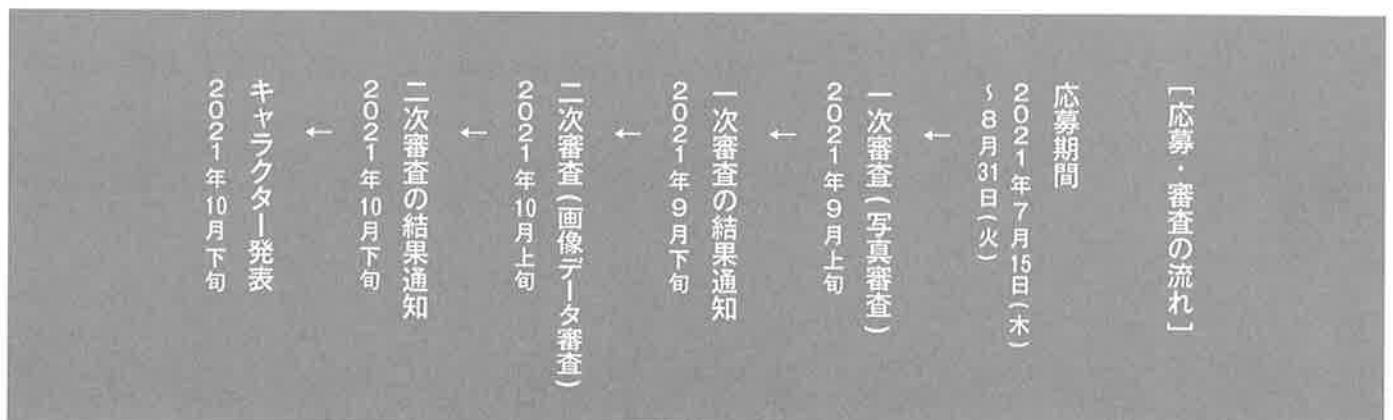 ［応募・審査の流れ］
応募期間
2021年7月15日(木)
～8月31日(火)
←
一次審査(写真審査)
2021年9月上旬
←
一次審査の結果通知
2021年9月下旬
←
二次審査(画像データ審査)
2021年10月上旬
←
二次審査の結果通知
2021年10月下旬
←
キャラクター発表
2021年10月下旬